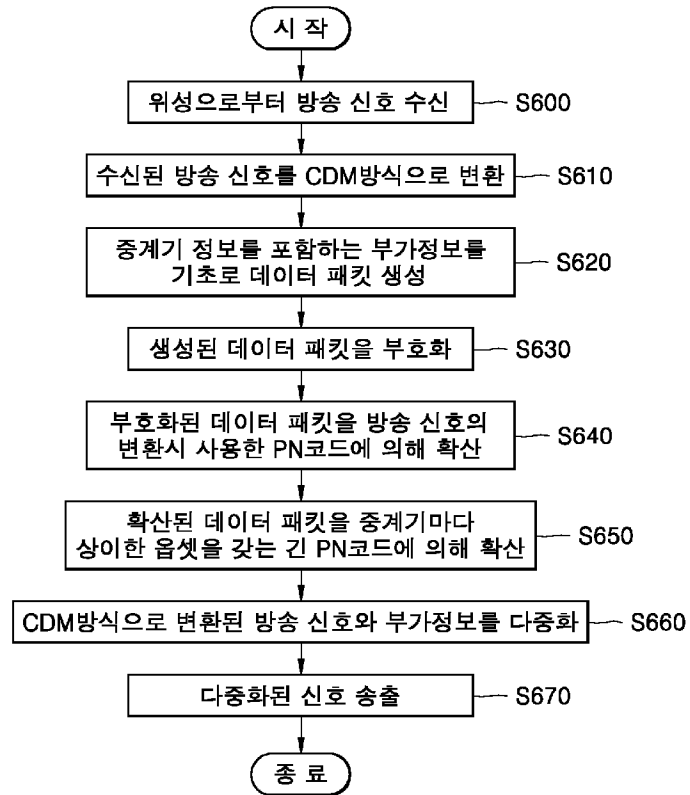 시 작
위성으로부터 방송 신호 수신
S600
수신된 방송 신호를 CDM방식으로 변환
S610
중계기 정보를 포함하는 부가정보를
기초로 데이터 패킷 생성
S620
생성된 데이터 패킷을 부호화
S630
부호화된 데이터 패킷을 방송 신호의
변환시 사용한 PN코드에 의해 확산
S640
확산된 데이터 패킷을 중계기마다
상이한 옵셋을 갖는 긴 PN코드에 의해 확산
S650
CDM방식으로 변환된 방송 신호와 부가정보를 다중화
S660
다중화된 신호 송출
S670
종 료